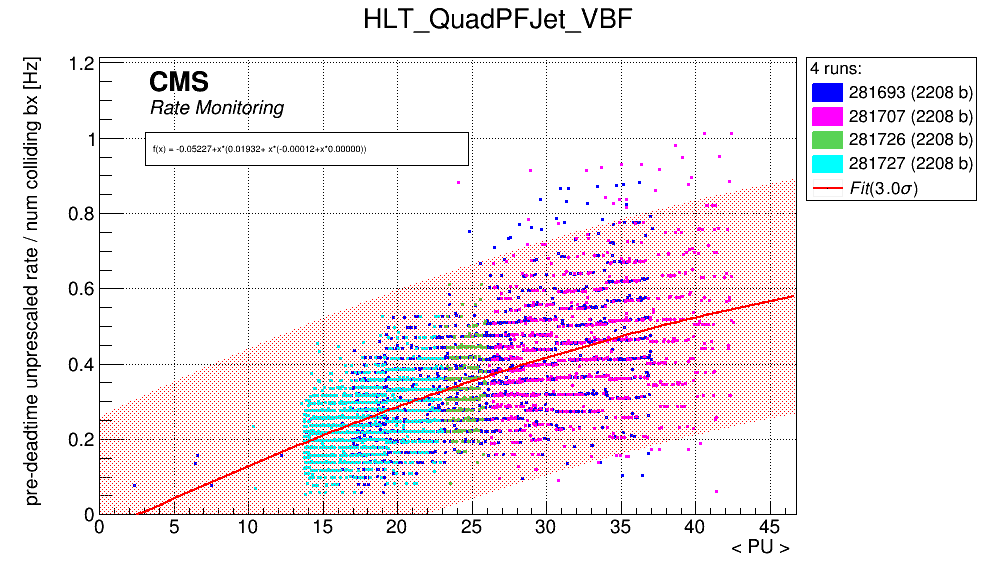 HLT_QuadPFJet_VBF
pre-deadtime unprescaled rate / num colliding bx [Hz]
1.2
1
0.8
0.6
0.4
0.2
0
CMS
Rate Monitoring
f(x) = -0.05227+x*(0.01932+ x*(-0.00012+x*0.00000))
0 5 10 15 20 25 30 35 40 45
< PU >
4 runs:
281693 (2208 b)
281707 (2208 b)
281726 (2208 b)
281727 (2208 b)
Fit(3.0σ)